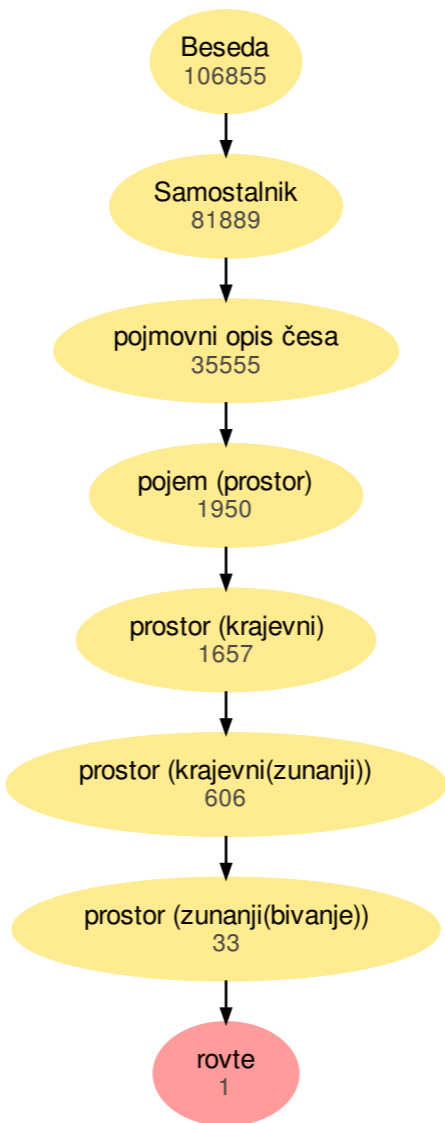 Beseda
106855
Samostalnik
81889
pojmovni opis česa
35555
pojem (prostor)
1950
prostor (krajevni)
1657
prostor (krajevni(zunanji))
606
prostor (zunanji(bivanje))
33
rovte
1